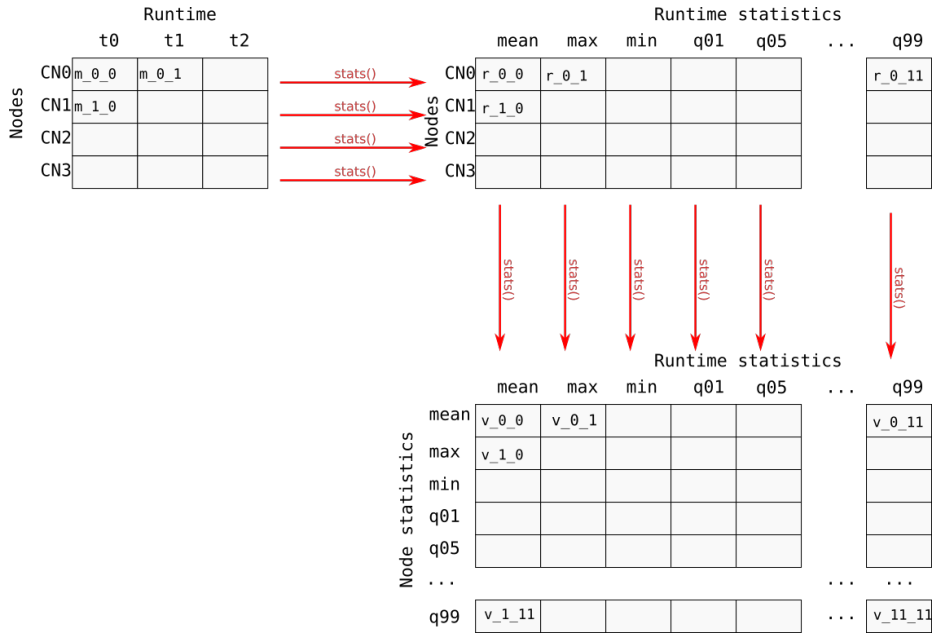 Runtime Runtime statistics
t0 t1 t2 mean max min q01 q05 ... q99
CN0 m_0_0 m_0_1 stats() CN0 r_0_0 r_0_1 r_0_11
CN1 m_1_0 stats() CN1 r_1_0
CN2 stats() CN2
CN3 stats() CN3
Nodes Nodes
stats() stats() stats() stats() stats() stats()
Runtime statistics
mean max min q01 q05 ... q99
mean v_0_0 v_0_1 v_0_11
max v_1_0
min
q01
q05
... ... ...
q99 v_1_11 ... v_11_11
Node statistics